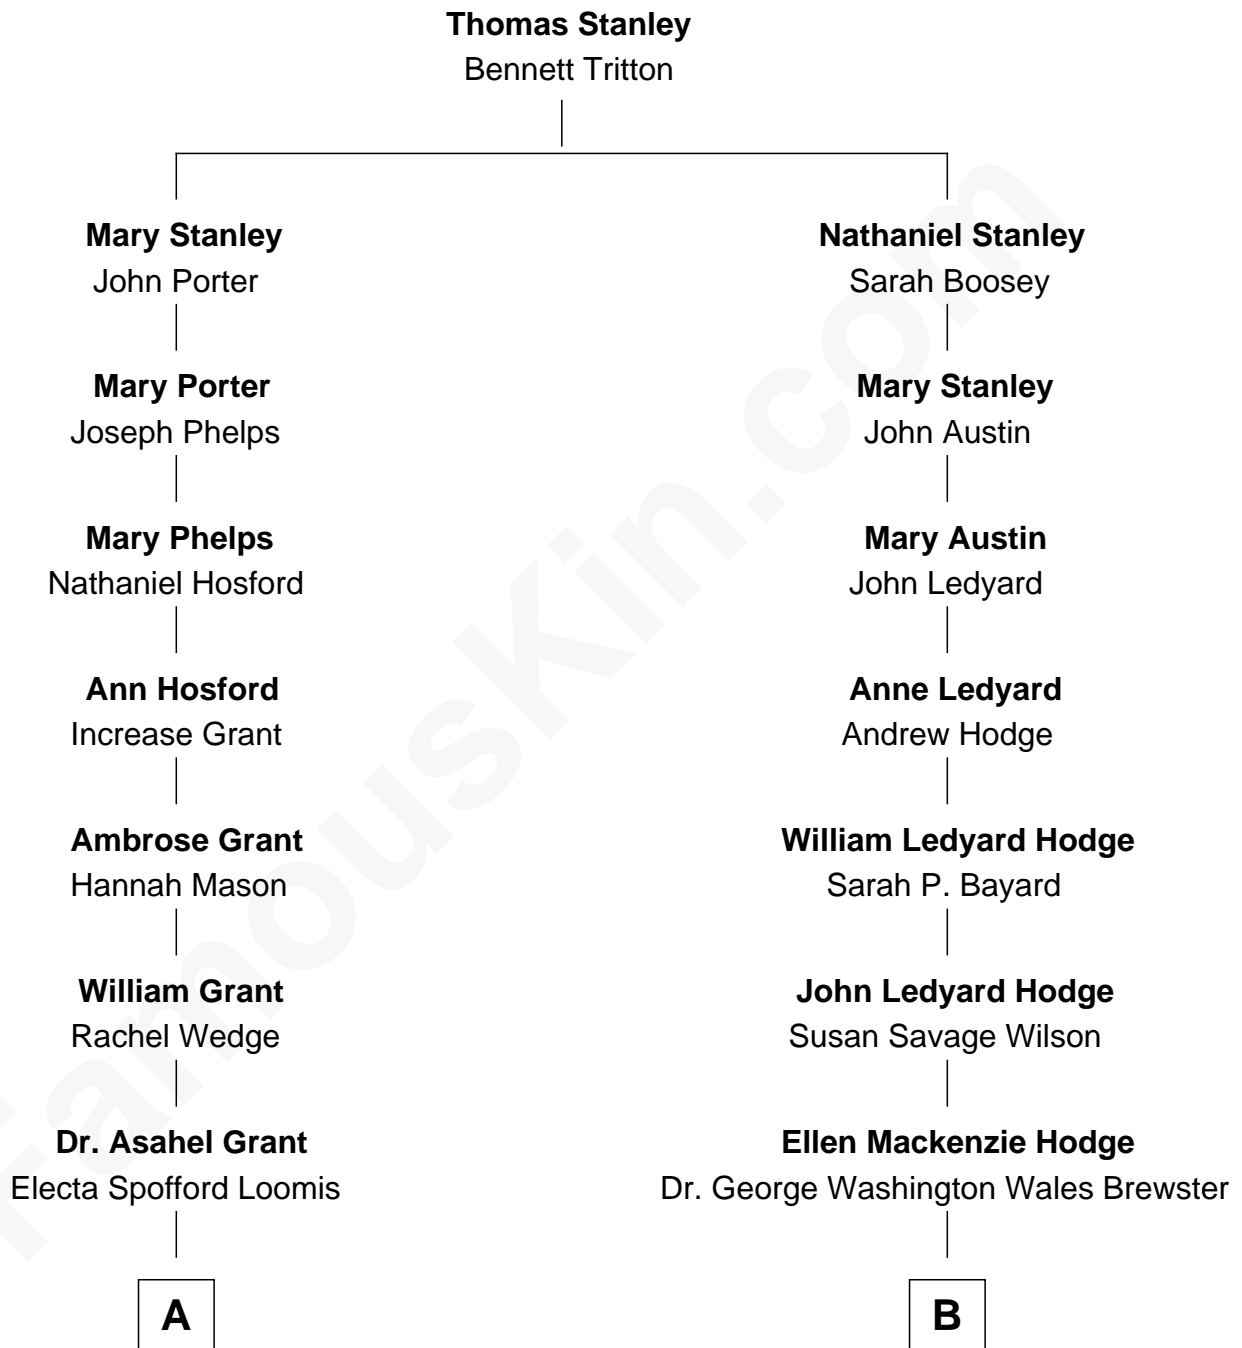 Thomas Stanley
Bennett Tritton
Mary Stanley
John Porter
Nathaniel Stanley
Sarah Boosey
Mary Porter
Joseph Phelps
Mary Stanley
John Austin
Mary Phelps
Nathaniel Hosford
Mary Austin
John Ledyard
Ann Hosford
Increase Grant
Anne Ledyard
Andrew Hodge
Ambrose Grant
Hannah Mason
William Ledyard Hodge
Sarah P. Bayard
William Grant
Rachel Wedge
John Ledyard Hodge
Susan Savage Wilson
Dr. Asahel Grant
Electa Spofford Loomis
Ellen Mackenzie Hodge
Dr. George Washington Wales Brewster
A
B
FamousKin.com